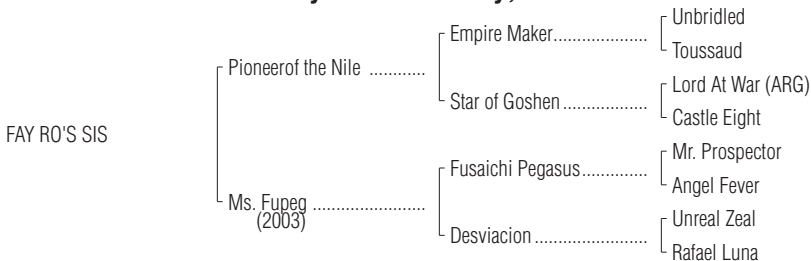 Unbridled
Empire Maker....................
Toussaud
Pioneerof the Nile ............
Lord At War (ARG)
Star of Goshen ..................
Castle Eight
FAY RO'S SIS
Mr. Prospector
Fusaichi Pegasus..............
Angel Fever
Ms. Fupeg ........................
(2003)
Unreal Zeal
Desviacion ........................
Rafael Luna